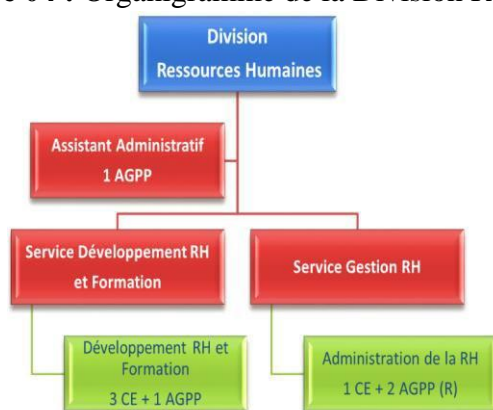 Division
Ressources Humaines
Assistant Administratif
1 AGPP
Service Développement RH
et Formation
Service Gestion RH
Développement RH et
Formation
3 CE + 1 AGPP
Administration de la RH
1 CE + 2 AGPP (R)